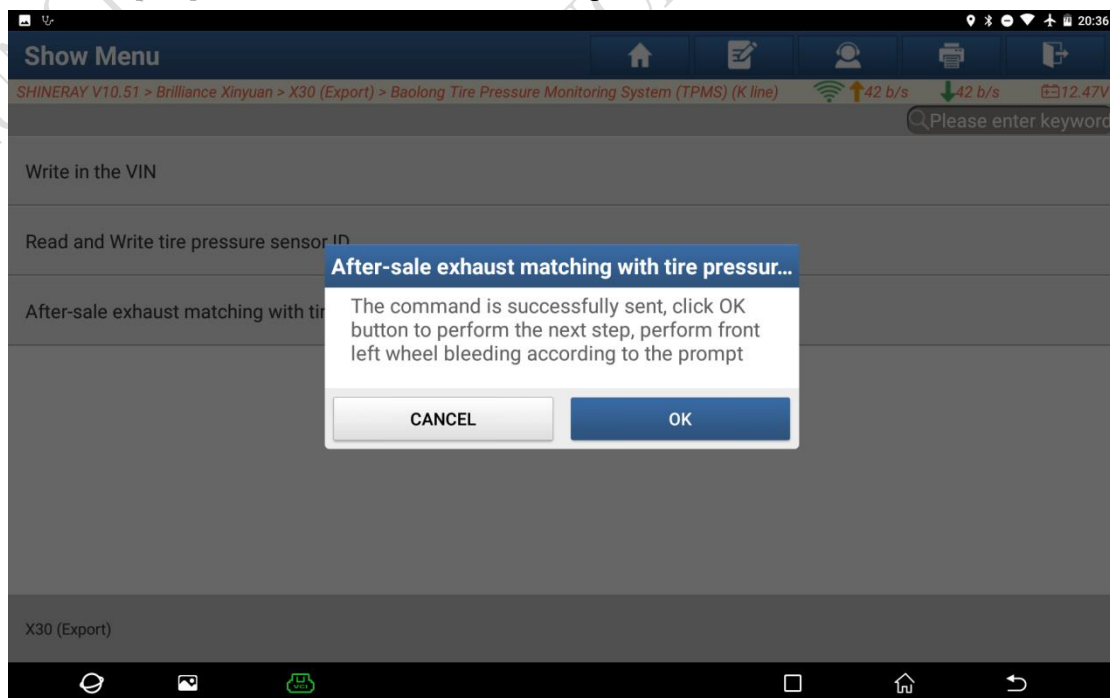 20:36
Show Menu
SHINERAY V10.51 > Brilliance Xinyuan > X30 (Export) > Baolong Tire Pressure Monitoring System (TPMS) (K line) 42 b/s 42 b/s 12.47V
Please enter keyword
Write in the VIN
Read and Write tire pressure sensor ID
After-sale exhaust matching with tir
After-sale exhaust matching with tire pressur...
The command is successfully sent, click OK
button to perform the next step, perform front
left wheel bleeding according to the prompt
CANCEL OK
X30 (Export)
VCI